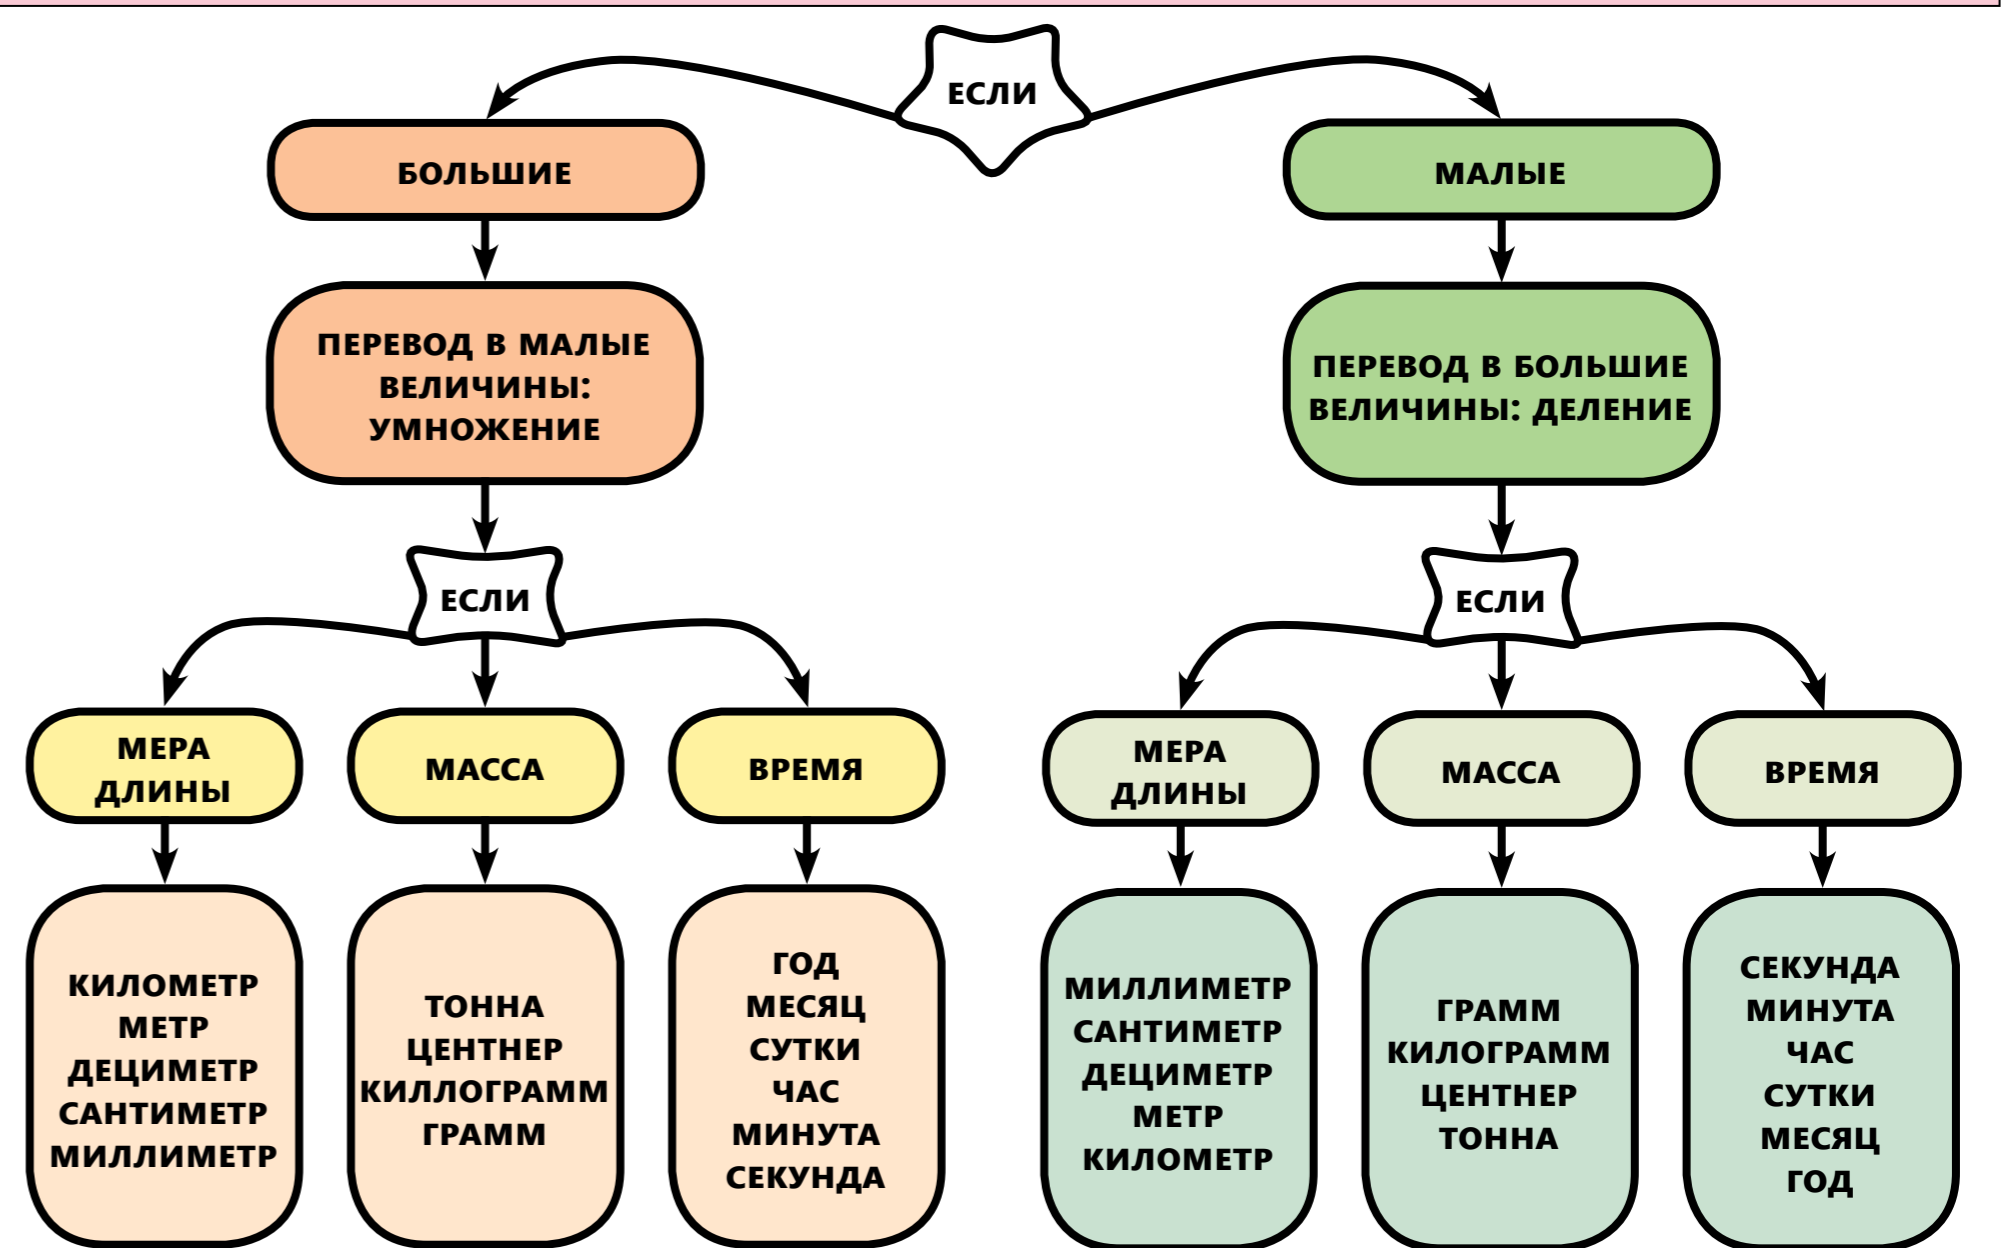 ЕСЛИ
БОЛЬШИЕ
МАЛЫЕ
ПЕРЕВОД В МАЛЫЕ
ВЕЛИЧИНЫ:
УМНОЖЕНИЕ
ПЕРЕВОД В БОЛЬШИЕ
ВЕЛИЧИНЫ: ДЕЛЕНИЕ
ЕСЛИ
ЕСЛИ
МЕРА
ДЛИНЫ
МАССА
ВРЕМЯ
МЕРА
ДЛИНЫ
МАССА
ВРЕМЯ
КИЛОМЕТР
МЕТР
ДЕЦИМЕТР
САНТИМЕТР
МИЛЛИМЕТР
ТОННА
ЦЕНТНЕР
КИЛЛОГРАММ
ГРАММ
ГОД
МЕСЯЦ
СУТКИ
ЧАС
МИНУТА
СЕКУНДА
МИЛЛИМЕТР
САНТИМЕТР
ДЕЦИМЕТР
МЕТР
КИЛОМЕТР
ГРАММ
КИЛОГРАММ
ЦЕНТНЕР
ТОННА
СЕКУНДА
МИНУТА
ЧАС
СУТКИ
МЕСЯЦ
ГОД